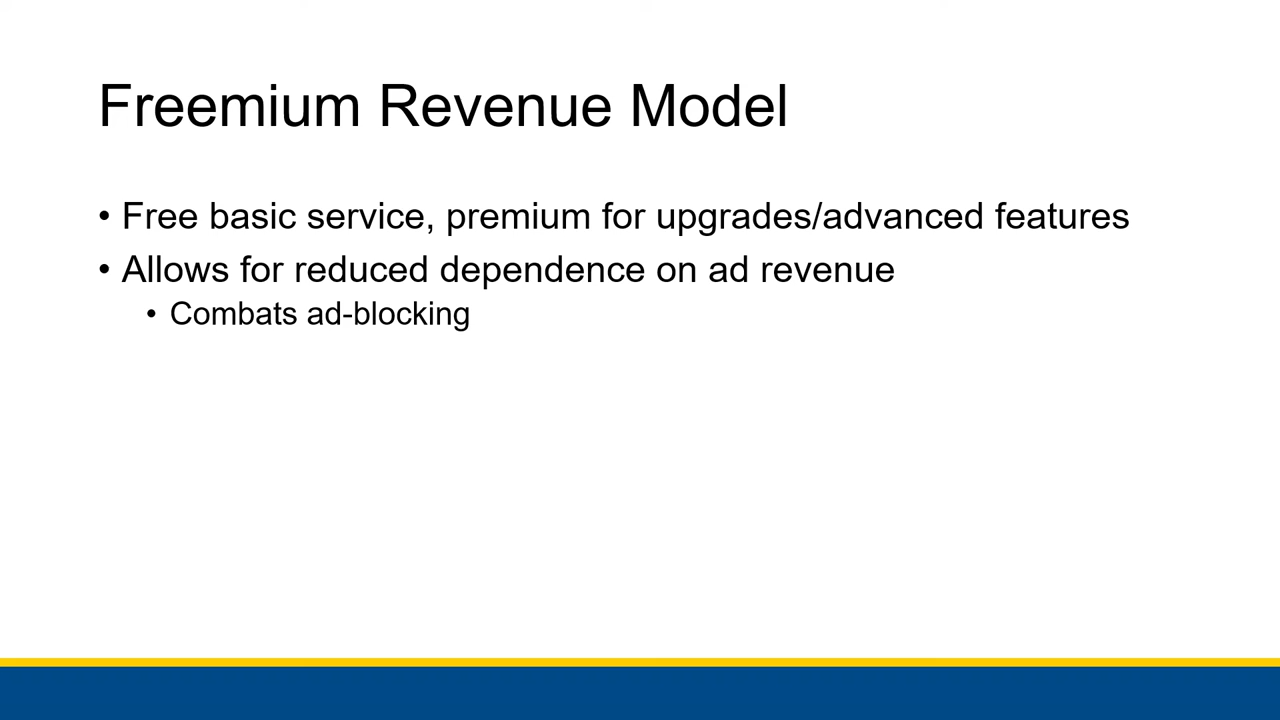 Freemium Revenue Model
• Free basic service, premium for upgrades/advanced features
• Allows for reduced dependence on ad revenue
• Combats ad-blocking